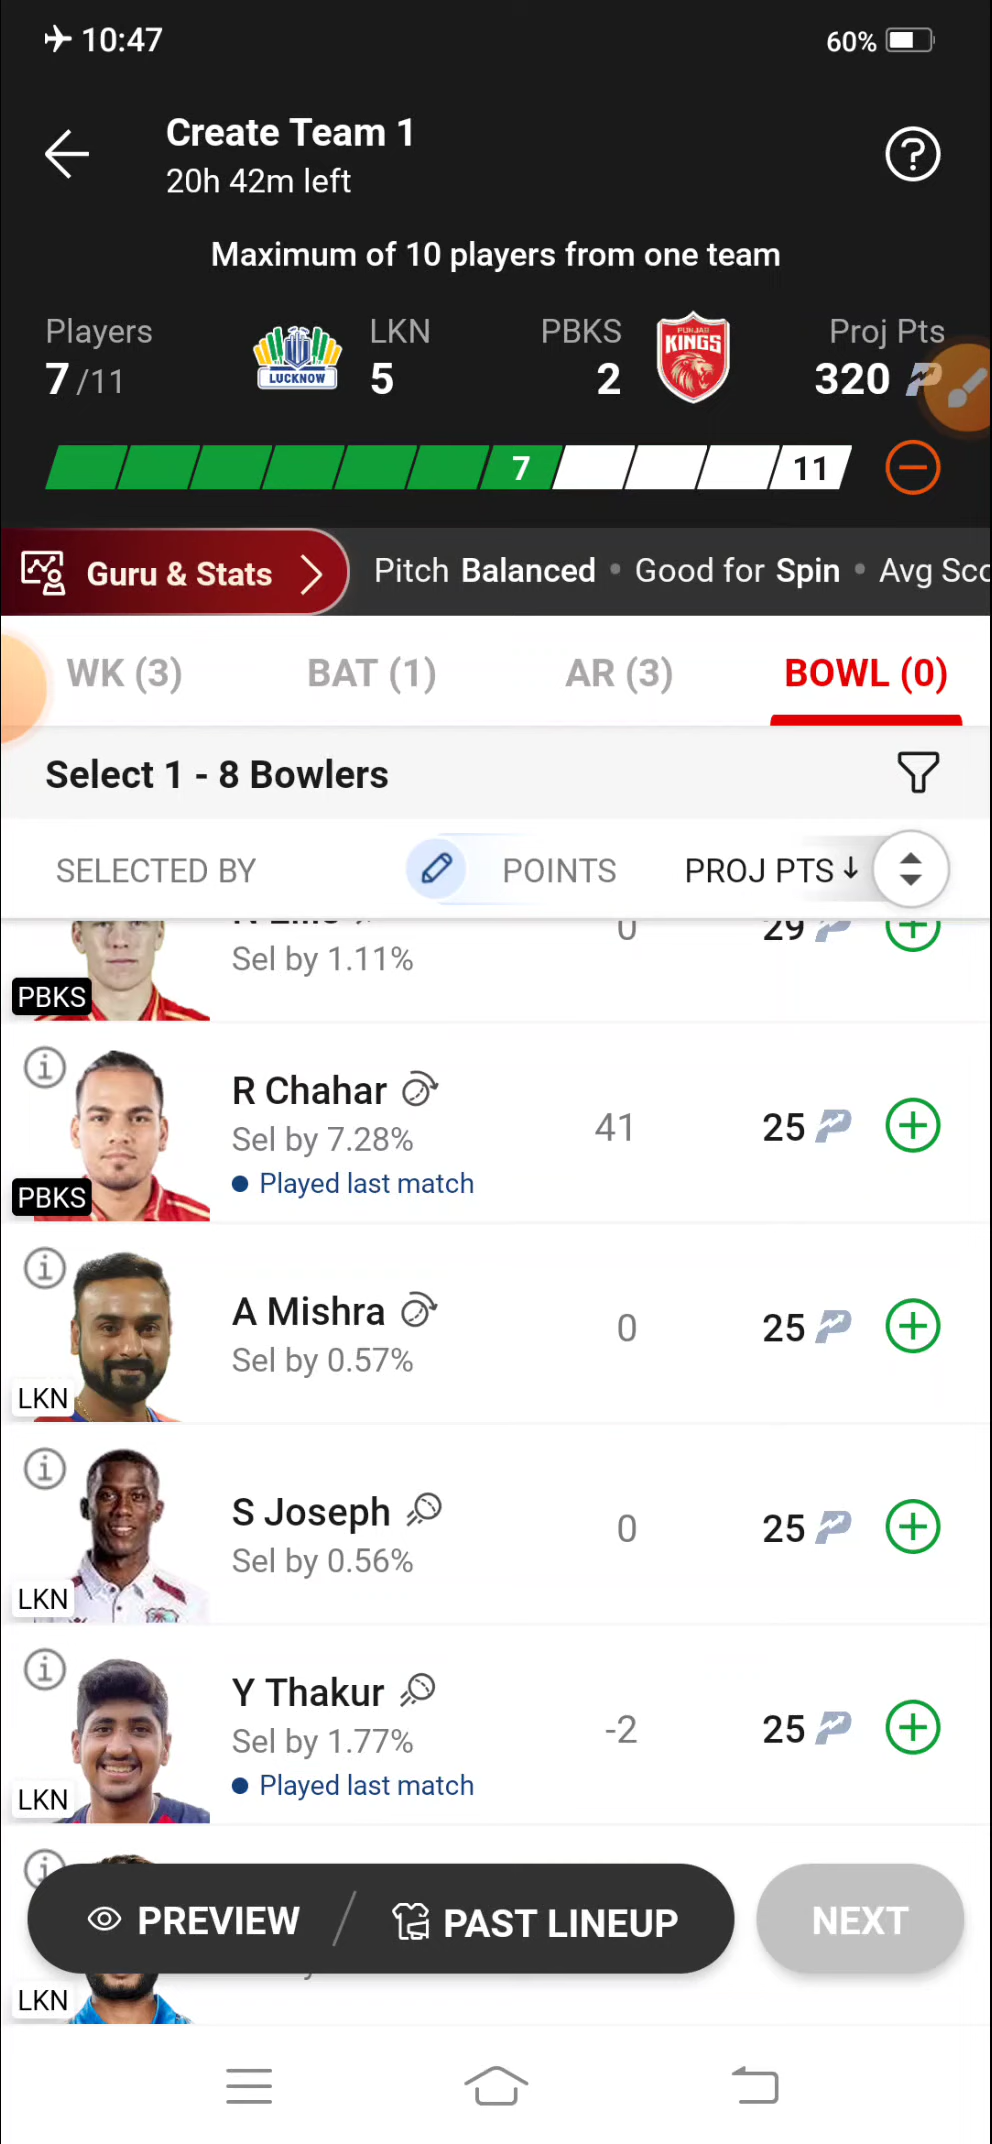 10:47
60%
Create Team 1
20h 42m left
Maximum of 10 players from one team
Players
7/11
LUCKNOW
LKN
5
PBKS
2
PUNJAB
KINGS
Proj Pts
320
7
11
Guru & Stats
Pitch Balanced • Good for Spin • Avg Sco
WK (3)
BAT (1)
AR (3)
BOWL (0)
Select 1 - 8 Bowlers
SELECTED BY
POINTS
PROJ PTS ↓
0
29
Sel by 1.11%
PBKS
R Chahar
Sel by 7.28%
Played last match
41
25
PBKS
A Mishra
Sel by 0.57%
0
25
LKN
S Joseph
Sel by 0.56%
0
25
LKN
Y Thakur
Sel by 1.77%
Played last match
-2
25
LKN
PREVIEW
PAST LINEUP
NEXT
LKN